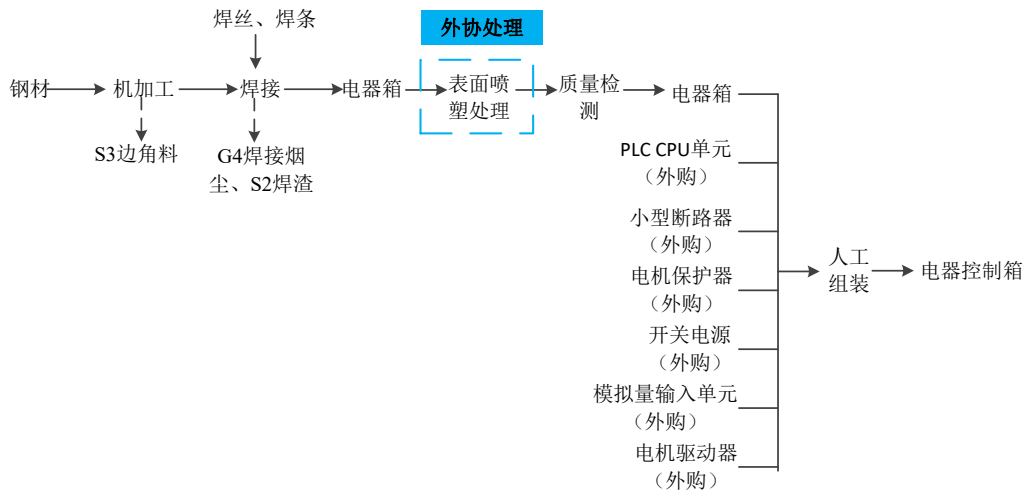 焊丝、焊条
外协处理
钢材
机加工
焊接
电器箱
表面喷
塑处理
质量检
测
电器箱
S3边角料
G4焊接烟
尘、S2焊渣
PLC CPU单元
（外购）
小型断路器
（外购）
电机保护器
（外购）
开关电源
（外购）
模拟量输入单元
（外购）
电机驱动器
（外购）
人工
组装
电器控制箱